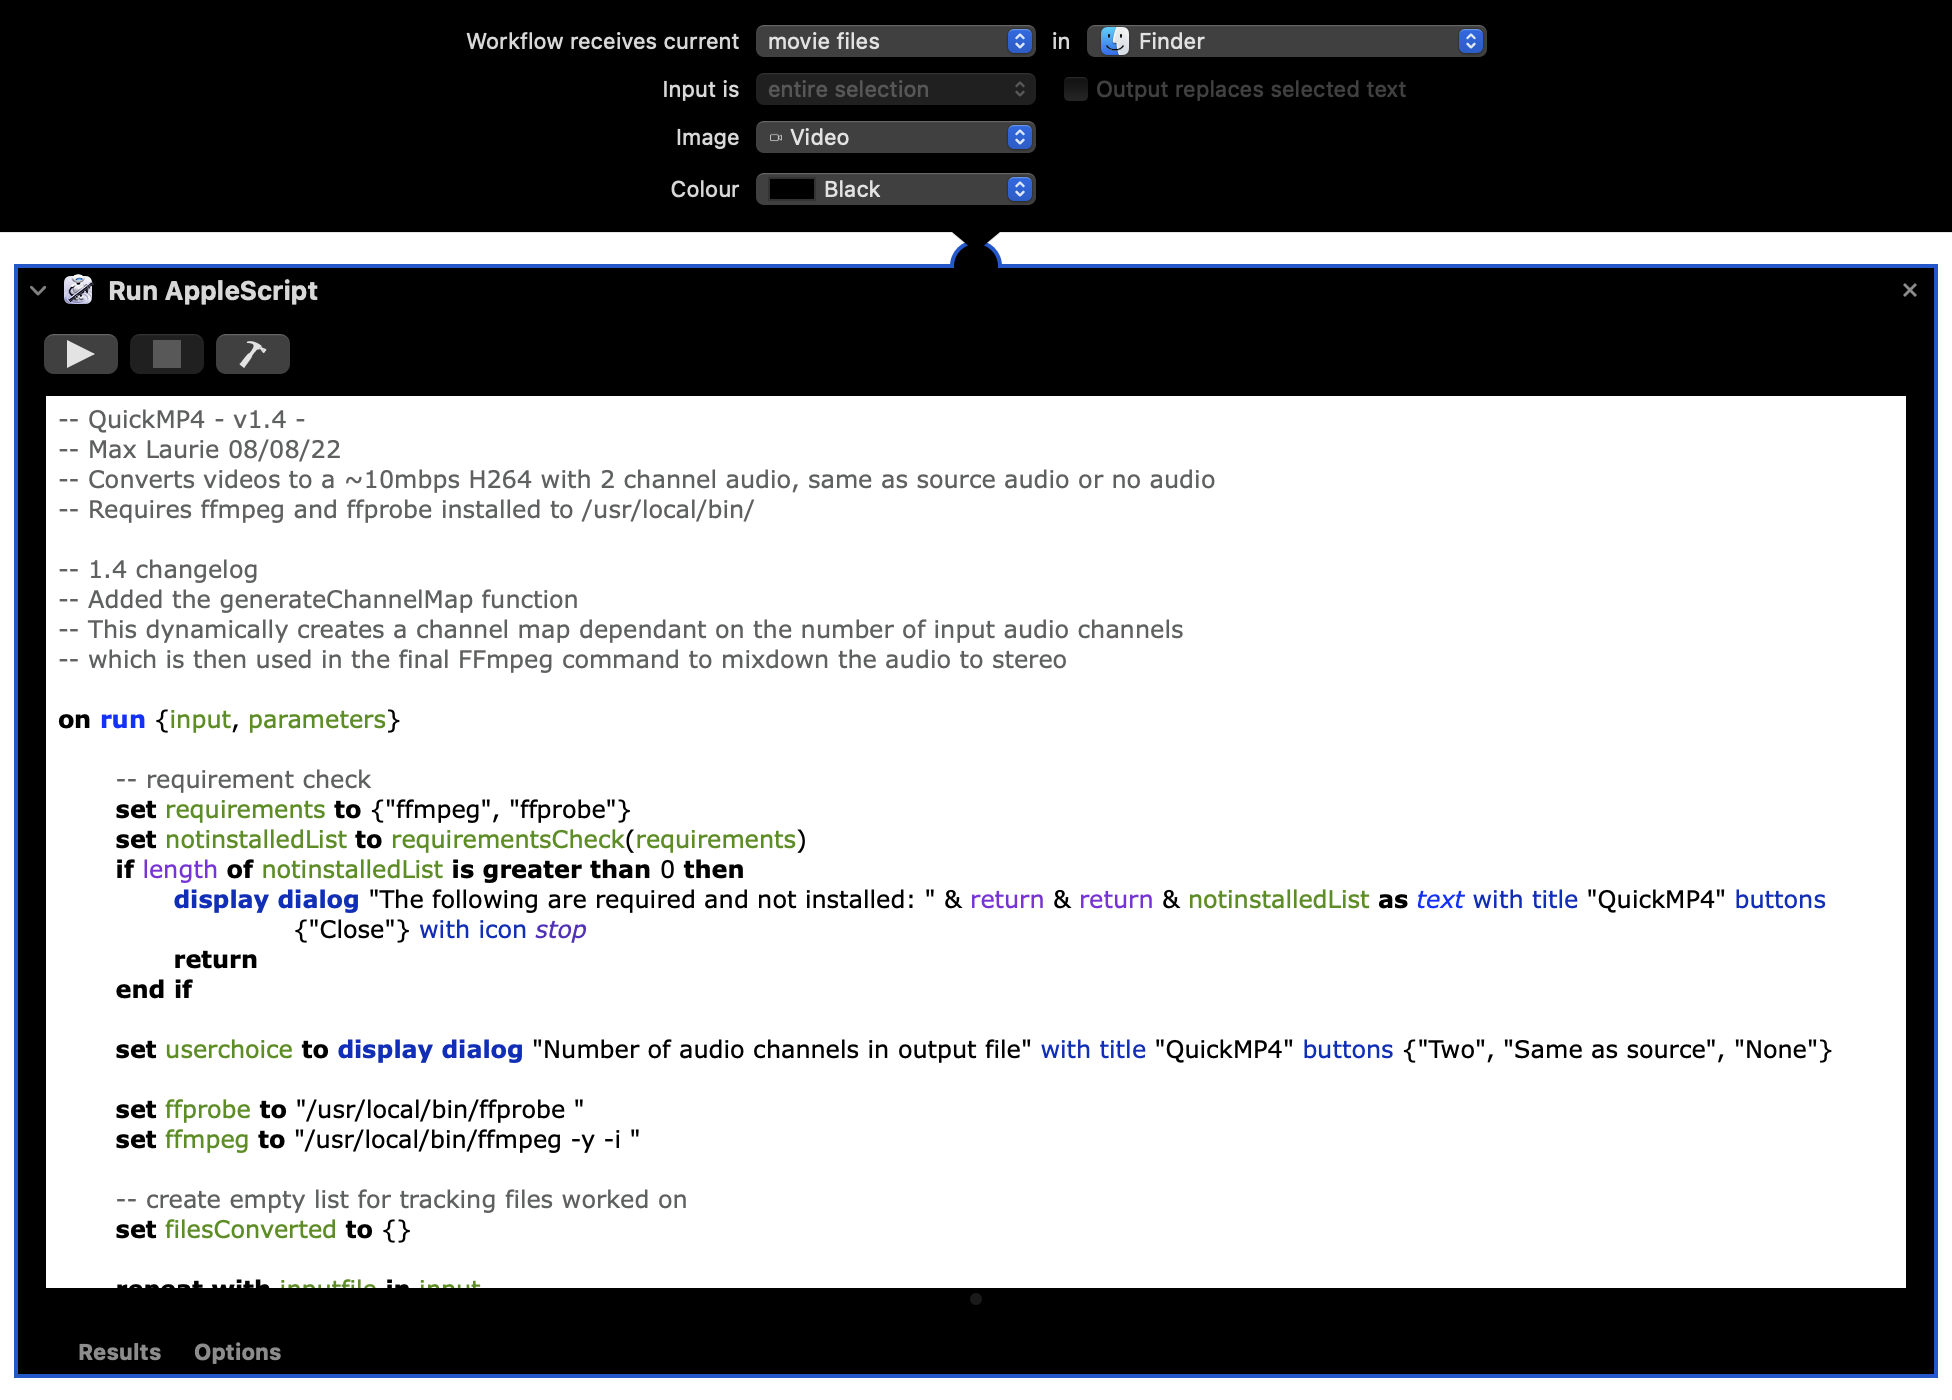 Workflow receives current movie files in Finder
Input is entire selection Output replaces selected text
Image Video
Colour Black
Run AppleScript
-- QuickMP4 - v1.4 -
-- Max Laurie 08/08/22
-- Converts videos to a ~10mbps H264 with 2 channel audio, same as source audio or no audio
-- Requires ffmpeg and ffprobe installed to /usr/local/bin/
-- 1.4 changelog
-- Added the generateChannelMap function
-- This dynamically creates a channel map dependant on the number of input audio channels
-- which is then used in the final FFmpeg command to mixdown the audio to stereo
on run {input, parameters}
-- requirement check
set requirements to {"ffmpeg", "ffprobe"}
set notinstalledList to requirementsCheck(requirements)
if length of notinstalledList is greater than 0 then
display dialog "The following are required and not installed: " & return & return & notinstalledList as text with title "QuickMP4" buttons
{"Close"} with icon stop
return
end if
set userchoice to display dialog "Number of audio channels in output file" with title "QuickMP4" buttons {"Two", "Same as source", "None"}
set ffprobe to "/usr/local/bin/ffprobe "
set ffmpeg to "/usr/local/bin/ffmpeg -y -i "
-- create empty list for tracking files worked on
set filesConverted to {}
repeat with inputfile in input
Results Options